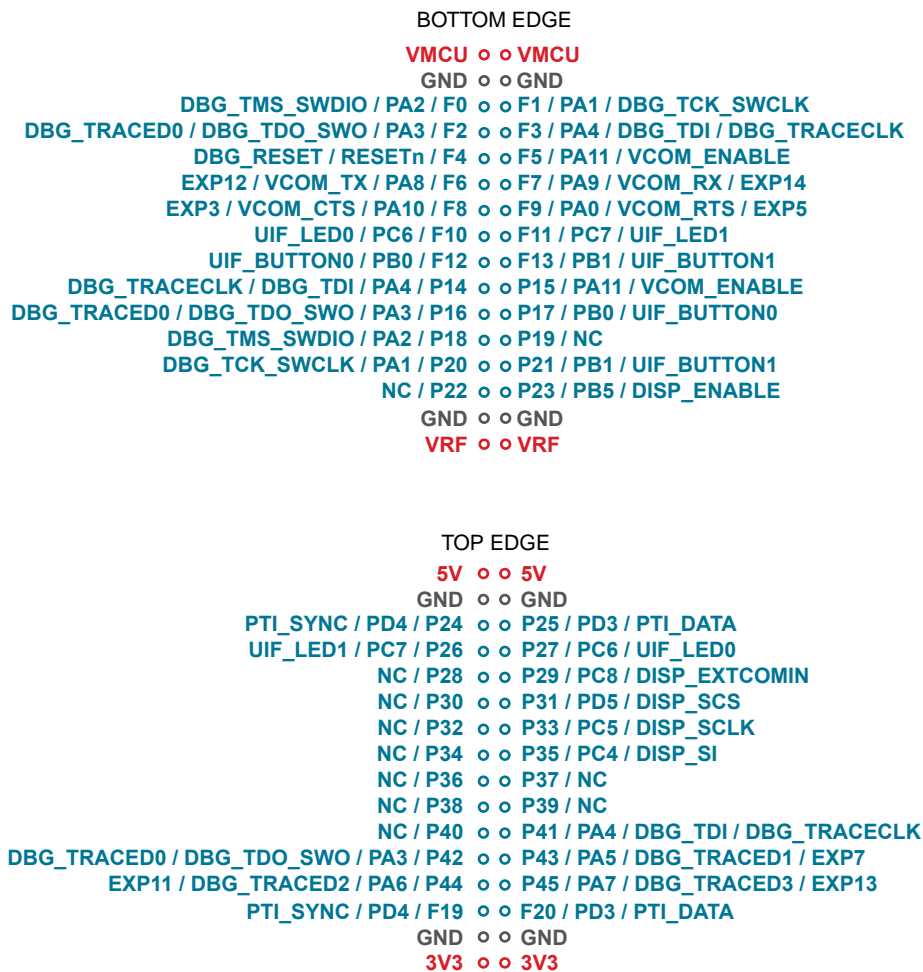 BOTTOM EDGE
VMCU VMCU
GND GND
DBG_TMS_SWDIO / PA2 / F0 F1 / PA1 / DBG_TCK_SWCLK
DBG_TRACED0 / DBG_TDO_SWO / PA3 / F2 F3 / PA4 / DBG_TDI / DBG_TRACECLK
DBG_RESET / RESETn / F4 F5 / PA11 / VCOM_ENABLE
EXP12 / VCOM_TX / PA8 / F6 F7 / PA9 / VCOM_RX / EXP14
EXP3 / VCOM_CTS / PA10 / F8 F9 / PA0 / VCOM_RTS / EXP5
UIF_LED0 / PC6 / F10 F11 / PC7 / UIF_LED1
UIF_BUTTON0 / PB0 / F12 F13 / PB1 / UIF_BUTTON1
DBG_TRACECLK / DBG_TDI / PA4 / P14 P15 / PA11 / VCOM_ENABLE
DBG_TRACED0 / DBG_TDO_SWO / PA3 / P16 P17 / PB0 / UIF_BUTTON0
DBG_TMS_SWDIO / PA2 / P18 P19 / NC
DBG_TCK_SWCLK / PA1 / P20 P21 / PB1 / UIF_BUTTON1
NC / P22 P23 / PB5 / DISP_ENABLE
GND GND
VRF VRF
TOP EDGE
5V 5V
GND GND
PTI_SYNC / PD4 / P24 P25 / PD3 / PTI_DATA
UIF_LED1 / PC7 / P26 P27 / PC6 / UIF_LED0
NC / P28 P29 / PC8 / DISP_EXTCOMIN
NC / P30 P31 / PD5 / DISP_SCS
NC / P32 P33 / PC5 / DISP_SCLK
NC / P34 P35 / PC4 / DISP_SI
NC / P36 P37 / NC
NC / P38 P39 / NC
NC / P40 P41 / PA4 / DBG_TDI / DBG_TRACECLK
DBG_TRACED0 / DBG_TDO_SWO / PA3 / P42 P43 / PA5 / DBG_TRACED1 / EXP7
EXP11 / DBG_TRACED2 / PA6 / P44 P45 / PA7 / DBG_TRACED3 / EXP13
PTI_SYNC / PD4 / F19 F20 / PD3 / PTI_DATA
GND GND
3V3 3V3